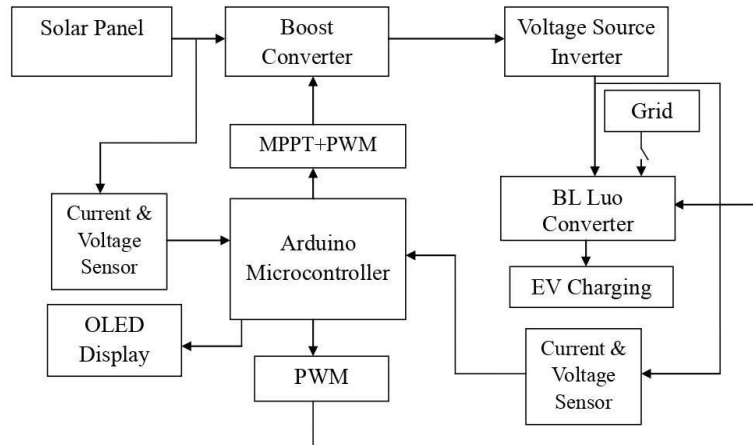 Solar Panel
Boost
Converter
Voltage Source
Inverter
Grid
MPPT+PWM
Current &
Voltage
Sensor
Arduino
Microcontroller
BL Luo
Converter
EV Charging
OLED
Display
PWM
Current &
Voltage
Sensor